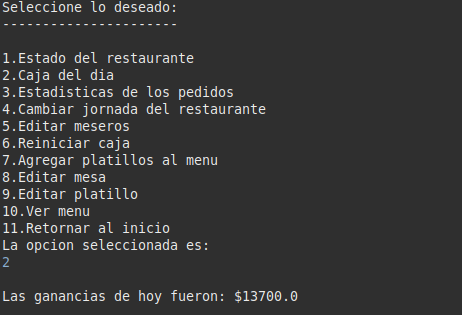 Seleccione lo deseado:
----------------------
1.Estado del restaurante
2.Caja del dia
3.Estadisticas de los pedidos
4.Cambiar jornada del restaurante
5.Editar meseros
6.Reiniciar caja
7.Agregar platillos al menu
8.Editar mesa
9.Editar platillo
10.Ver menu
11.Retornar al inicio
La opcion seleccionada es:
2
Las ganancias de hoy fueron: $13700.0